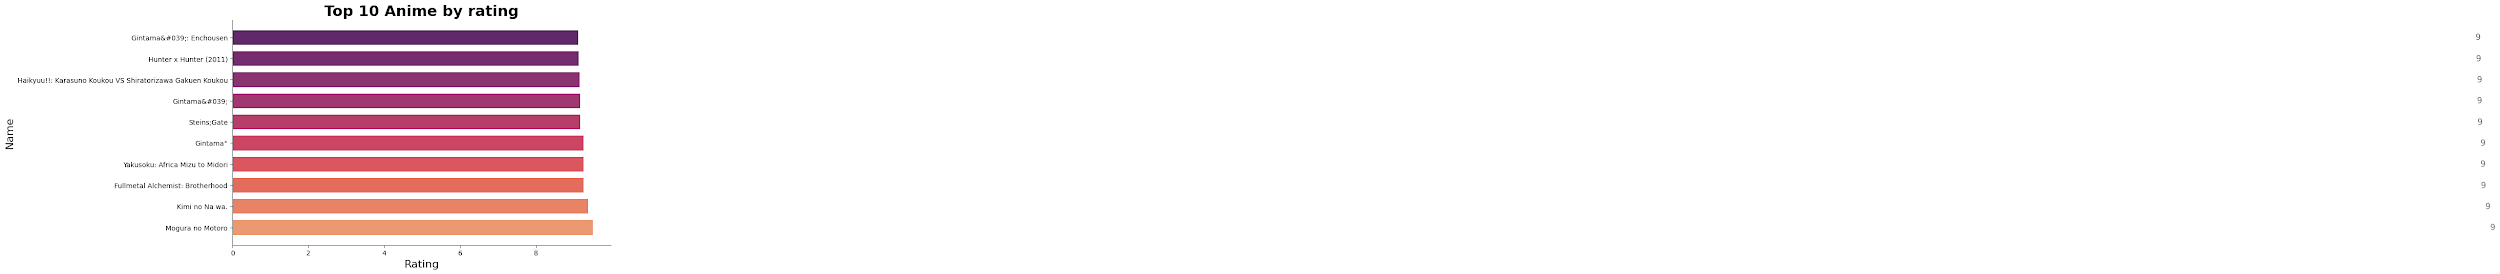 Top 10 Anime by rating
Gintama&#039;: Enchousen 9
Hunter x Hunter (2011) 9
Haikyuu!!: Karasuno Koukou VS Shiratorizawa Gakuen Koukou 9
Gintama&#039; 9
Steins;Gate 9
Gintama° 9
Yakusoku: Africa Mizu to Midori 9
Fullmetal Alchemist: Brotherhood 9
Kimi no Na wa. 9
Mogura no Motoro 9
Name
0 2 4 6 8
Rating